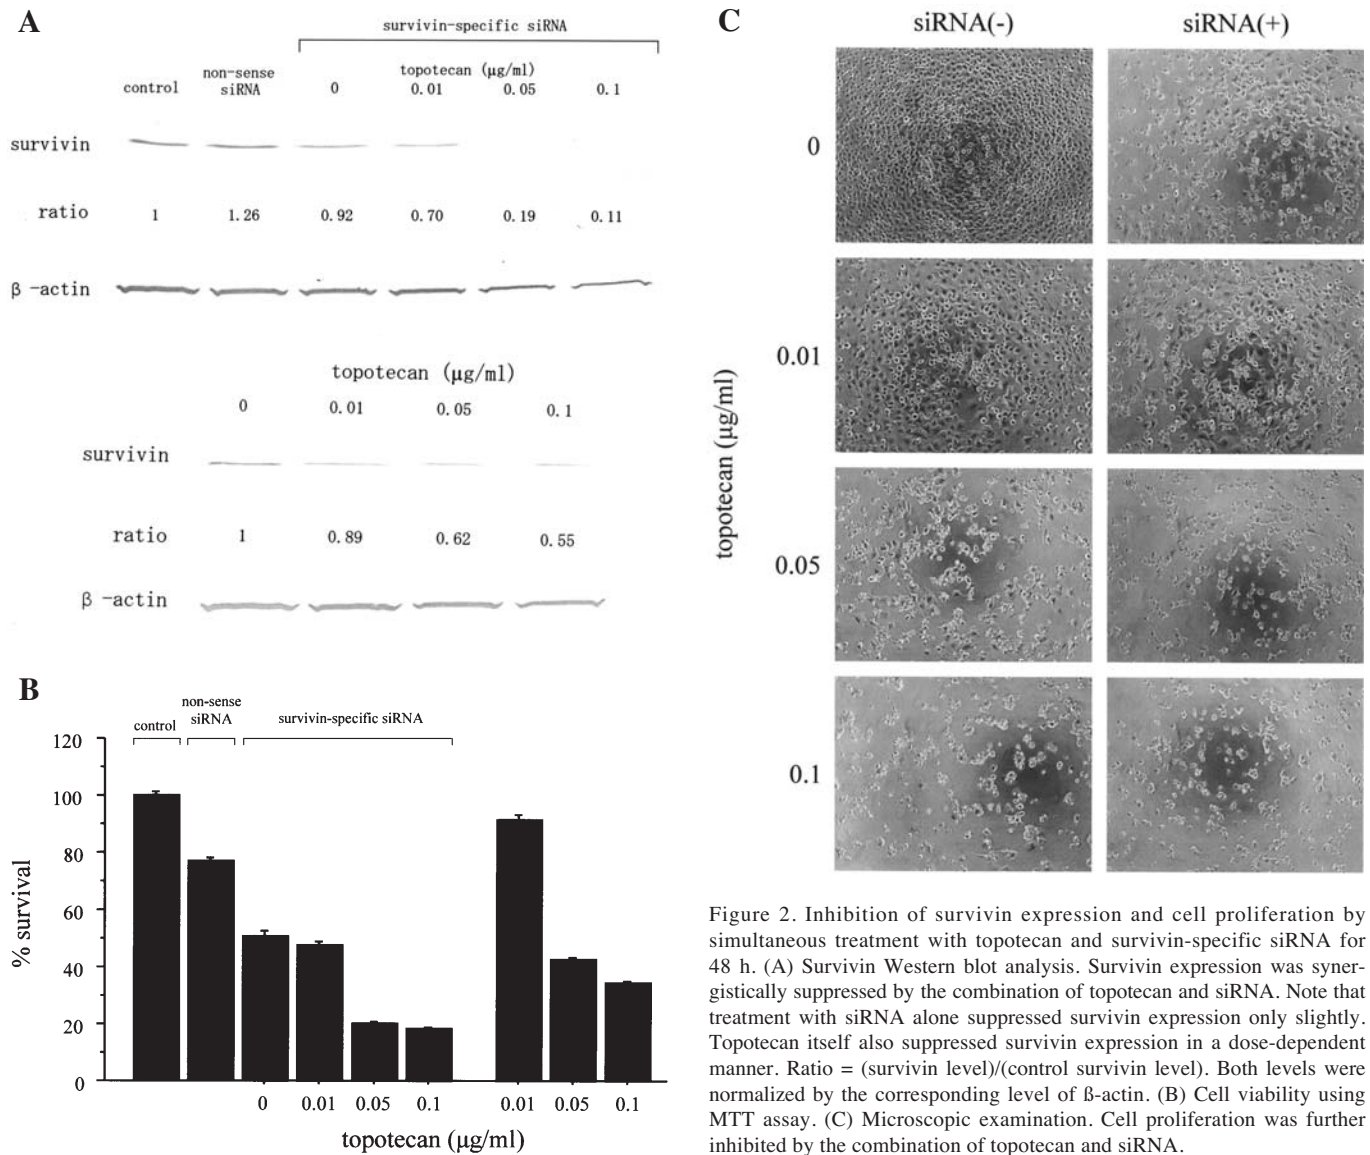 A
survivin-specific siRNA
topotecan (μg/ml)
control
non-sense
siRNA
0 0.01 0.05 0.1
survivin
ratio 1 1.26 0.92 0.70 0.19 0.11
β -actin
topotecan (μg/ml)
0 0.01 0.05 0.1
survivin
ratio 1 0.89 0.62 0.55
β -actin
B
control
non-sense
siRNA
survivin-specific siRNA
120
100
80
60
40
20
0
% survival
0 0.01 0.05 0.1 0.01 0.05 0.1
topotecan (μg/ml)
C
siRNA(-) siRNA(+)
0
0.01
0.05
0.1
topotecan (μg/ml)
Figure 2. Inhibition of survivin expression and cell proliferation by
simultaneous treatment with topotecan and survivin-specific siRNA for
48 h. (A) Survivin Western blot analysis. Survivin expression was syner-
gistically suppressed by the combination of topotecan and siRNA. Note that
treatment with siRNA alone suppressed survivin expression only slightly.
Topotecan itself also suppressed survivin expression in a dose-dependent
manner. Ratio = (survivin level)/(control survivin level). Both levels were
normalized by the corresponding level of ß-actin. (B) Cell viability using
MTT assay. (C) Microscopic examination. Cell proliferation was further
inhibited by the combination of topotecan and siRNA.